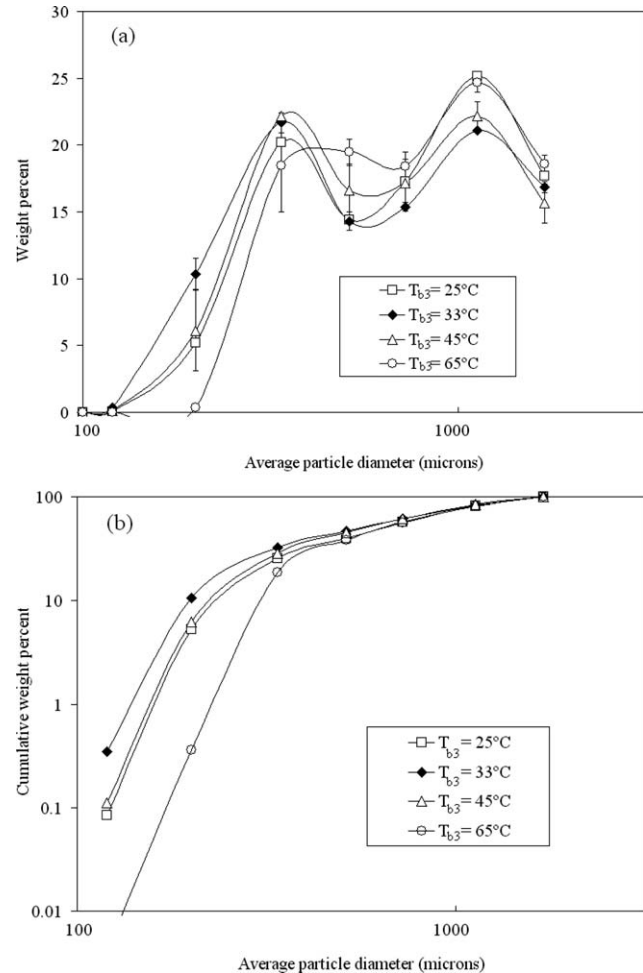 (a)
30
25
20
15
10
5
0
Weight percent
T_b3= 25°C
T_b3= 33°C
T_b3= 45°C
T_b3= 65°C
100
1000
Average particle diameter (microns)
(b)
100
10
1
0.1
0.01
Cumulative weight percent
T_b3= 25°C
T_b3= 33°C
T_b3= 45°C
T_b3= 65°C
100
1000
Average particle diameter (microns)